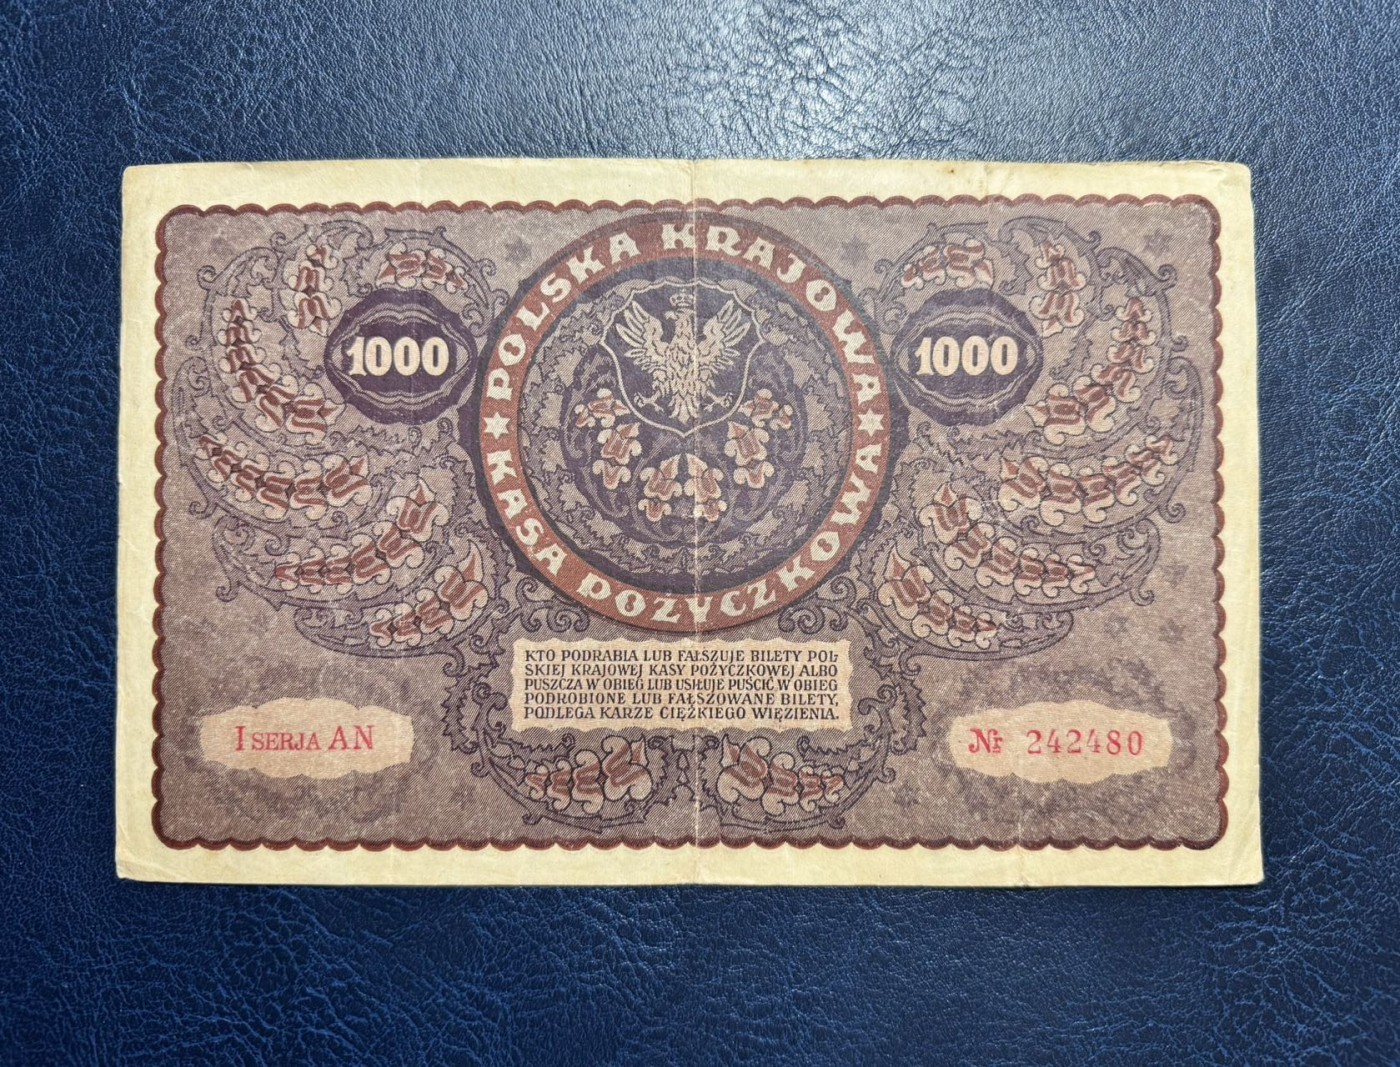 POLSKA KRAJOWA KASA POŻYCZKOWA
1000
1000
KTO PODRABIA LUB FAŁSZUJE BILETY POL-
SKIEJ KRAJOWEJ KASY POŻYCZKOWEJ ALBO
PUSZCZA W OBIEG LUB USIŁUJE PUŚCIĆ W OBIEG
PODROBIONE LUB FAŁSZOWANE BILETY,
PODLEGA KARZE CIĘŻKIEGO WIĘZIENIA.
I SERJA AN
№ 242480